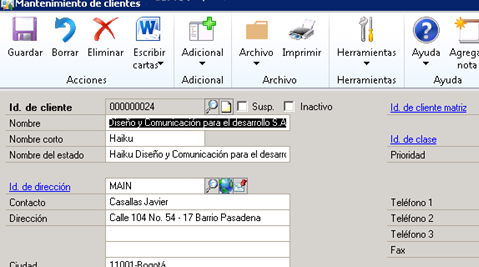 Mantenimiento de clientes
Guardar Borrar Eliminar Escribir cartas Adicional Archivo Imprimir Herramientas Ayuda Agrega nota
Acciones Adicional Archivo Herramientas Ayuda
Id. de cliente 000000024 Susp. Inactivo Id. de cliente matriz
Nombre Diseño y Comunicación para el desarrollo S.A
Nombre corto Haiku Id. de clase
Nombre del estado Haiku Diseño y Comunicación para el desarro Prioridad
Id. de dirección MAIN
Contacto Casallas Javier Teléfono 1
Dirección Calle 104 No. 54 - 17 Barrio Pasadena Teléfono 2
Teléfono 3
Fax
Ciudad 11001-Bogotá